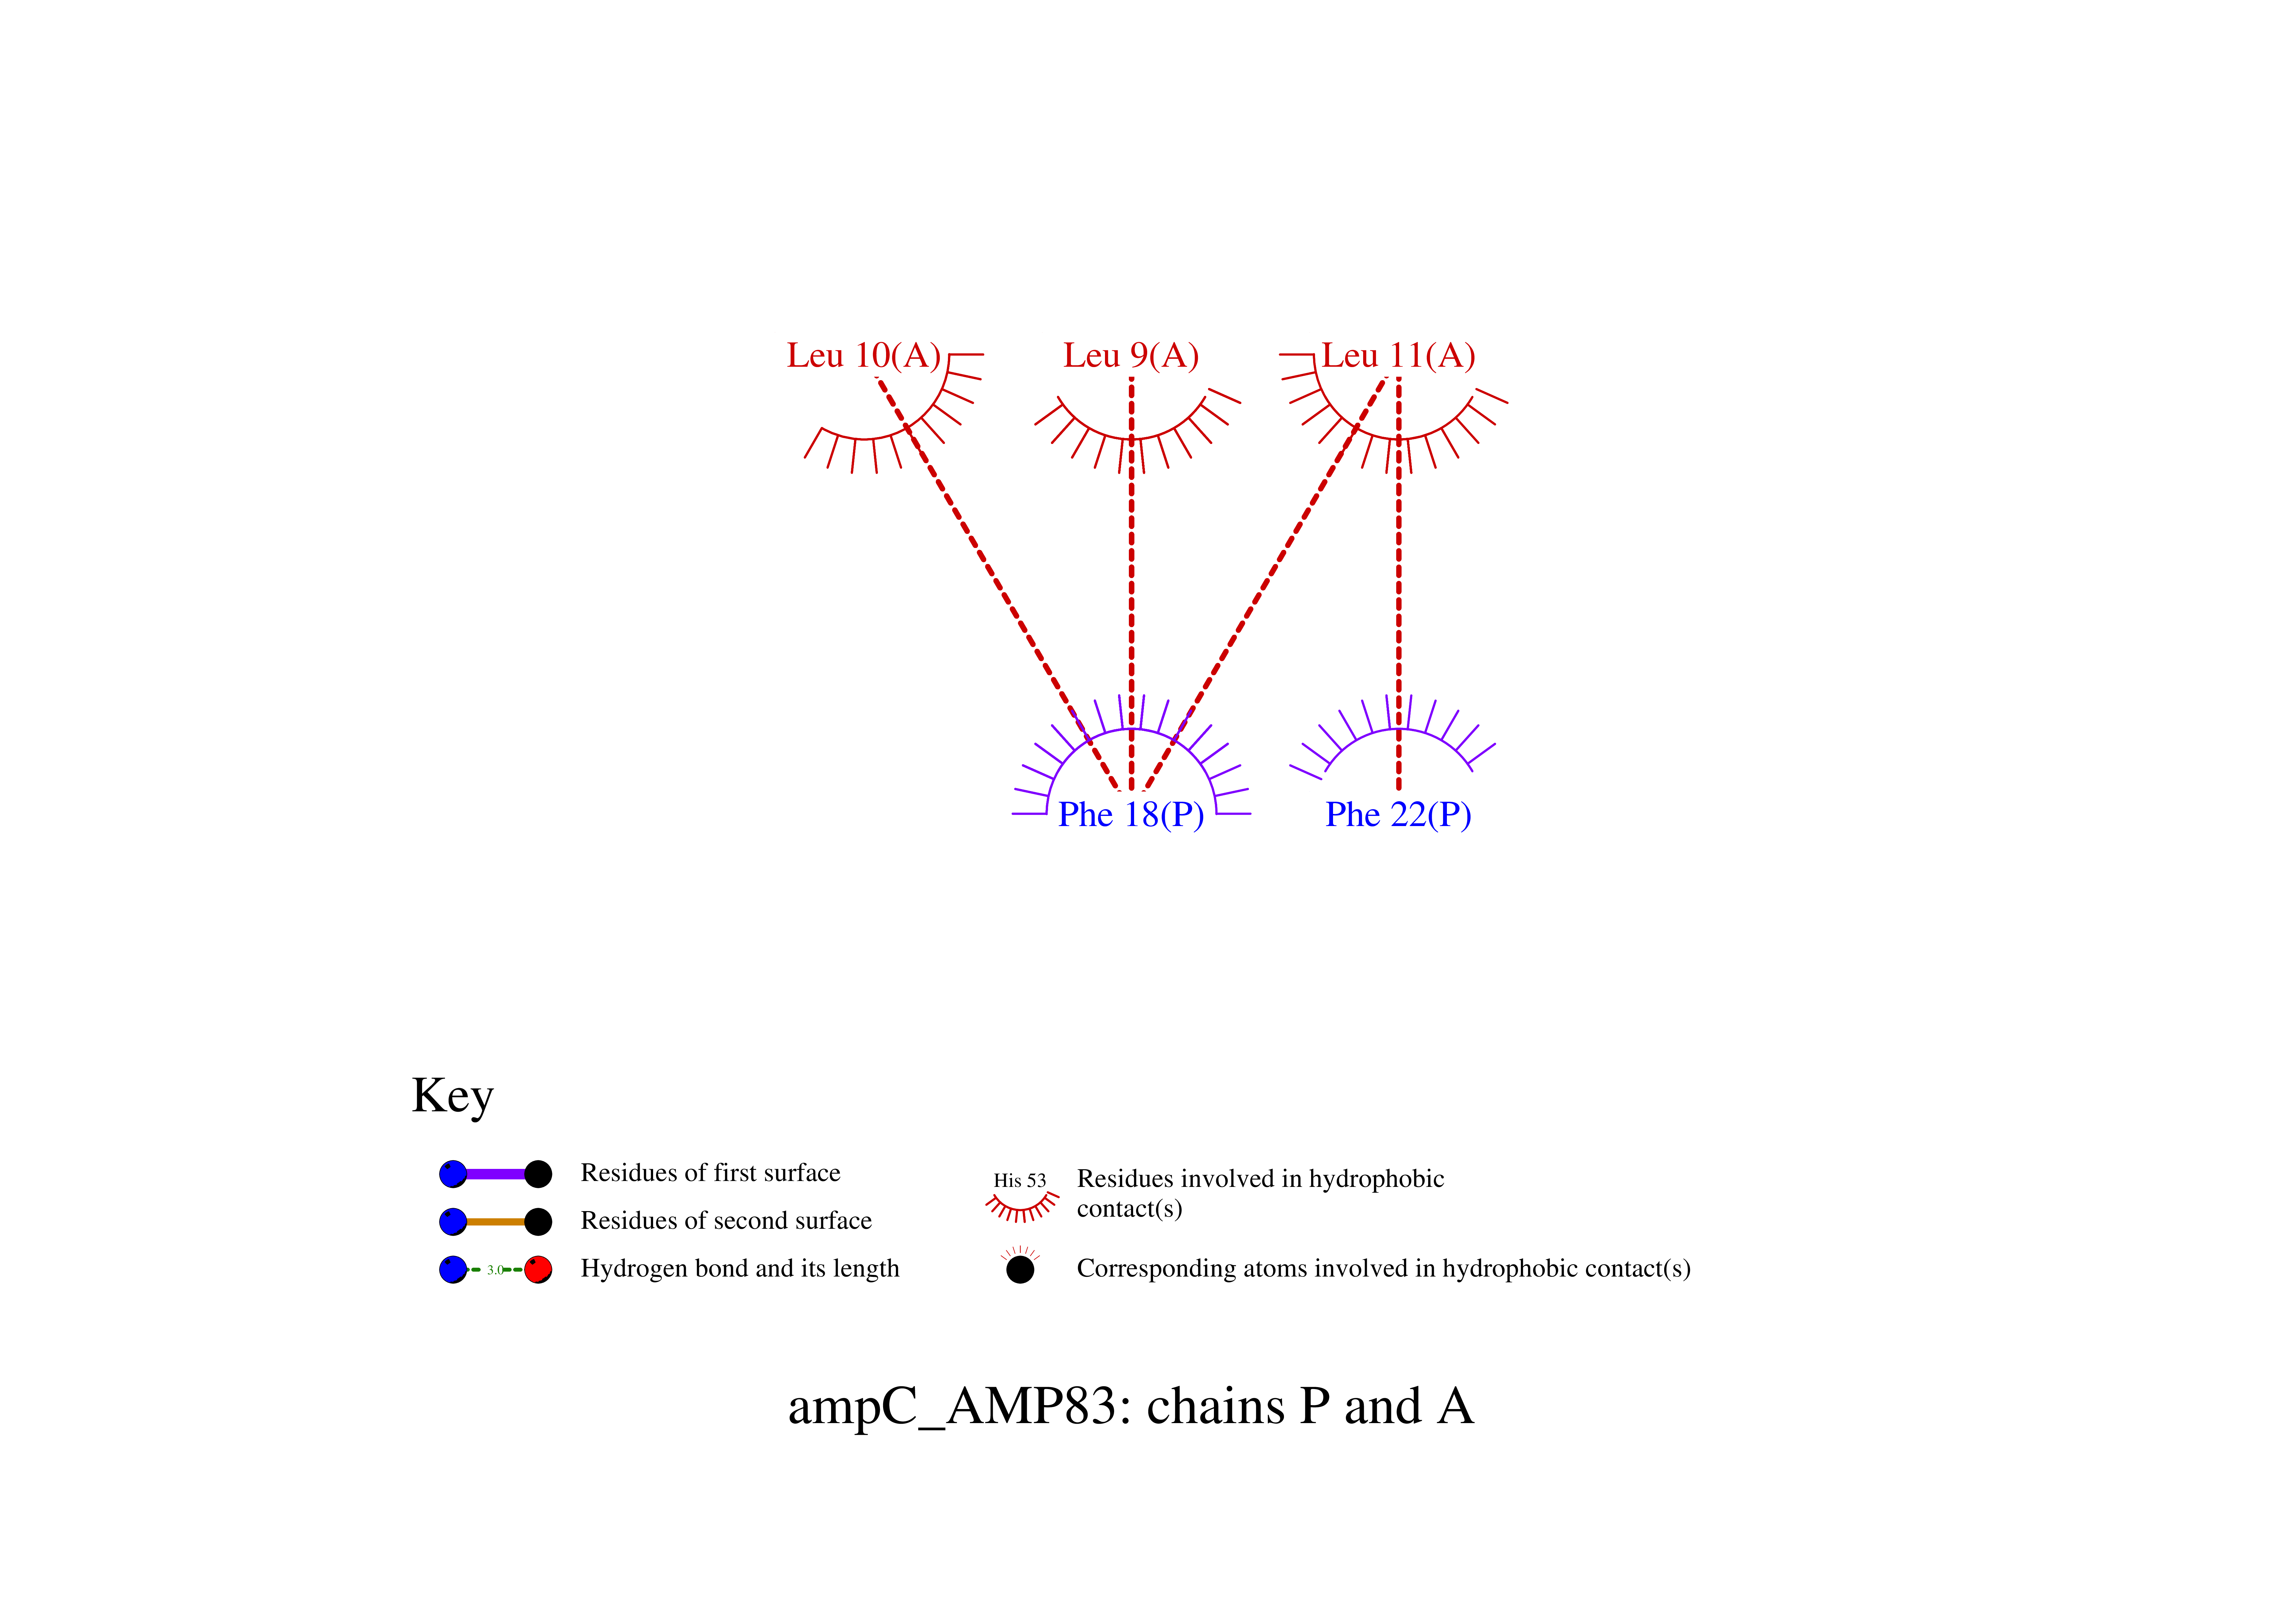 Leu 10(A) Leu 9(A) Leu 11(A)
Phe 18(P) Phe 22(P)
Key
Residues of first surface
Residues of second surface
3.0 Hydrogen bond and its length
His 53 Residues involved in hydrophobic
contact(s)
Corresponding atoms involved in hydrophobic contact(s)
ampC_AMP83: chains P and A